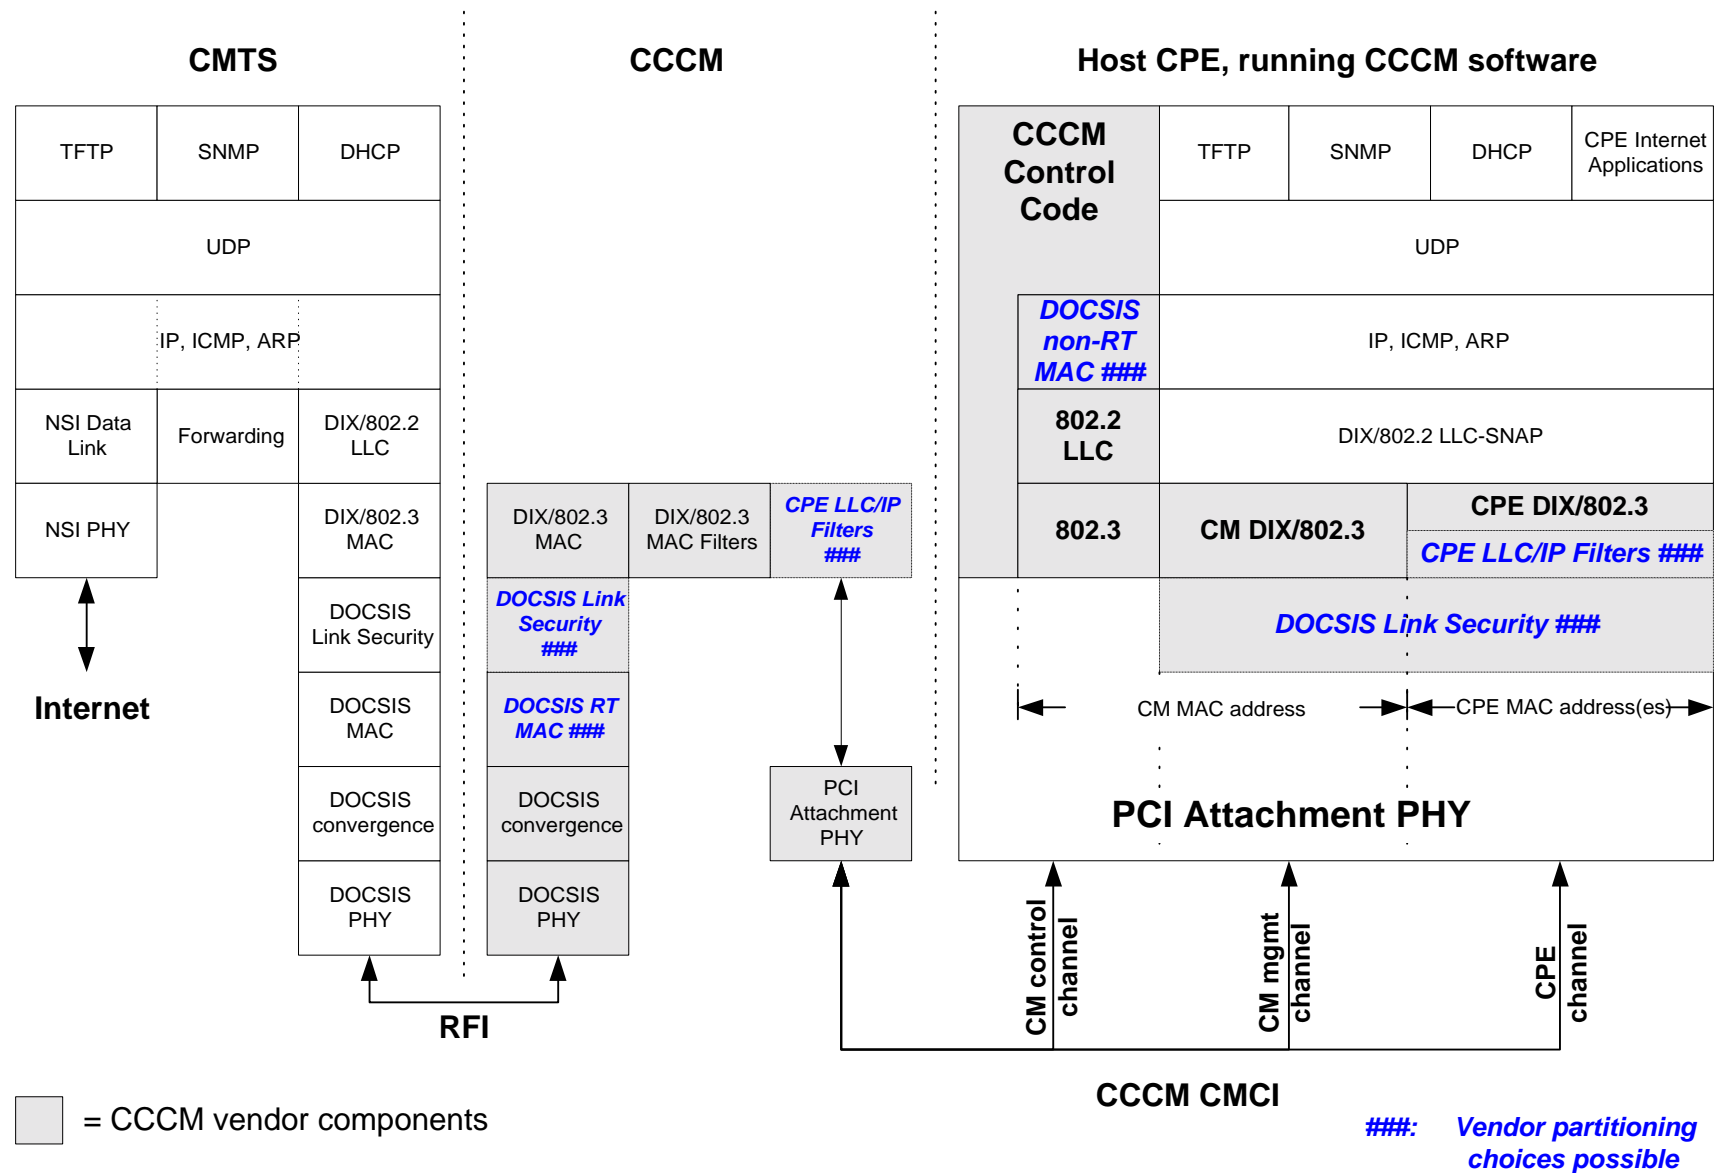 CMTS
CCCM
Host CPE, running CCCM software
TFTP
SNMP
DHCP
UDP
IP, ICMP, ARP
NSI Data
Link
Forwarding
DIX/802.2
LLC
NSI PHY
DIX/802.3
MAC
DOCSIS
Link Security
DOCSIS
MAC
DOCSIS
convergence
DOCSIS
PHY
Internet
DIX/802.3
MAC
DIX/802.3
MAC Filters
CPE LLC/IP
Filters
###
DOCSIS Link
Security
###
DOCSIS RT
MAC ###
DOCSIS
convergence
DOCSIS
PHY
PCI
Attachment
PHY
RFI
CCCM
Control
Code
TFTP
SNMP
DHCP
CPE Internet
Applications
UDP
DOCSIS
non-RT
MAC ###
IP, ICMP, ARP
802.2
LLC
DIX/802.2 LLC-SNAP
802.3
CM DIX/802.3
CPE DIX/802.3
CPE LLC/IP Filters ###
DOCSIS Link Security ###
CM MAC address
CPE MAC address(es)
PCI Attachment PHY
CM control
channel
CM mgmt
channel
CPE
channel
CCCM CMCI
= CCCM vendor components
###: Vendor partitioning
choices possible